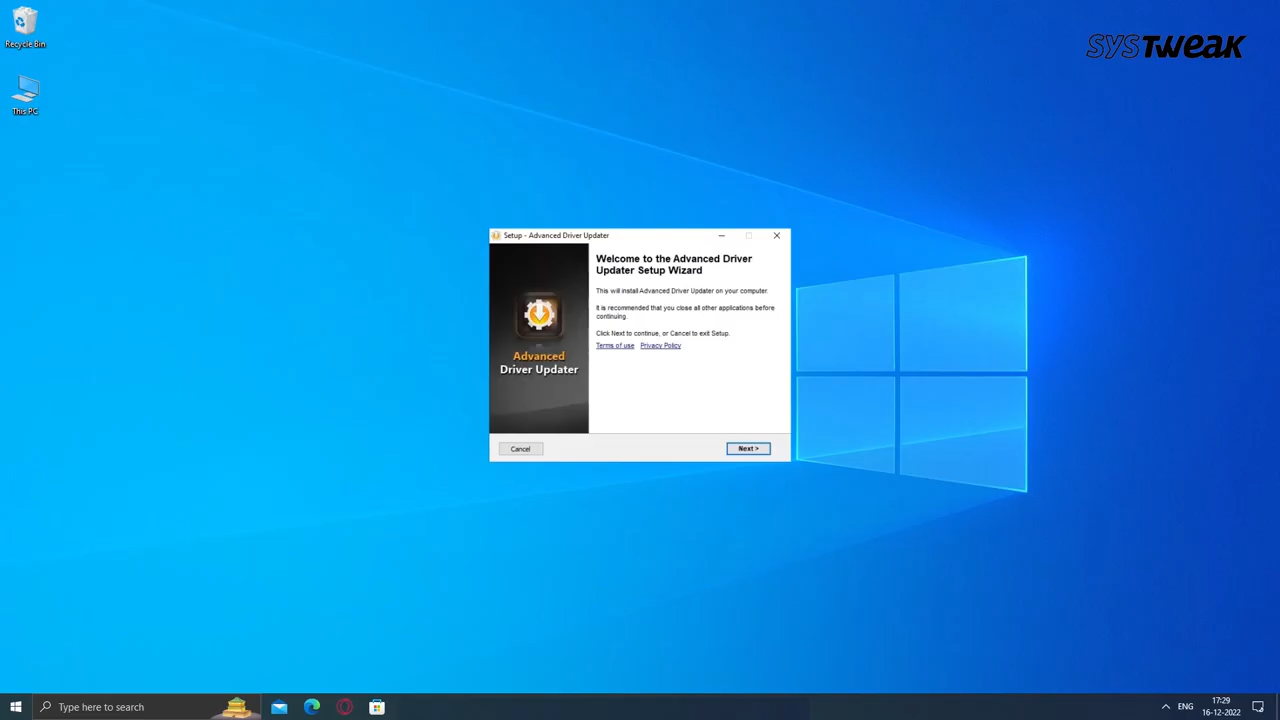 Recycle Bin
This PC
SYSTweak
Setup - Advanced Driver Updater
Welcome to the Advanced Driver
Updater Setup Wizard
This will install Advanced Driver Updater on your computer.
It is recommended that you close all other applications before
continuing.
Click Next to continue, or Cancel to exit Setup.
Terms of use Privacy Policy
Advanced
Driver Updater
Cancel
Next >
Type here to search
ENG
17:29
16-12-2022